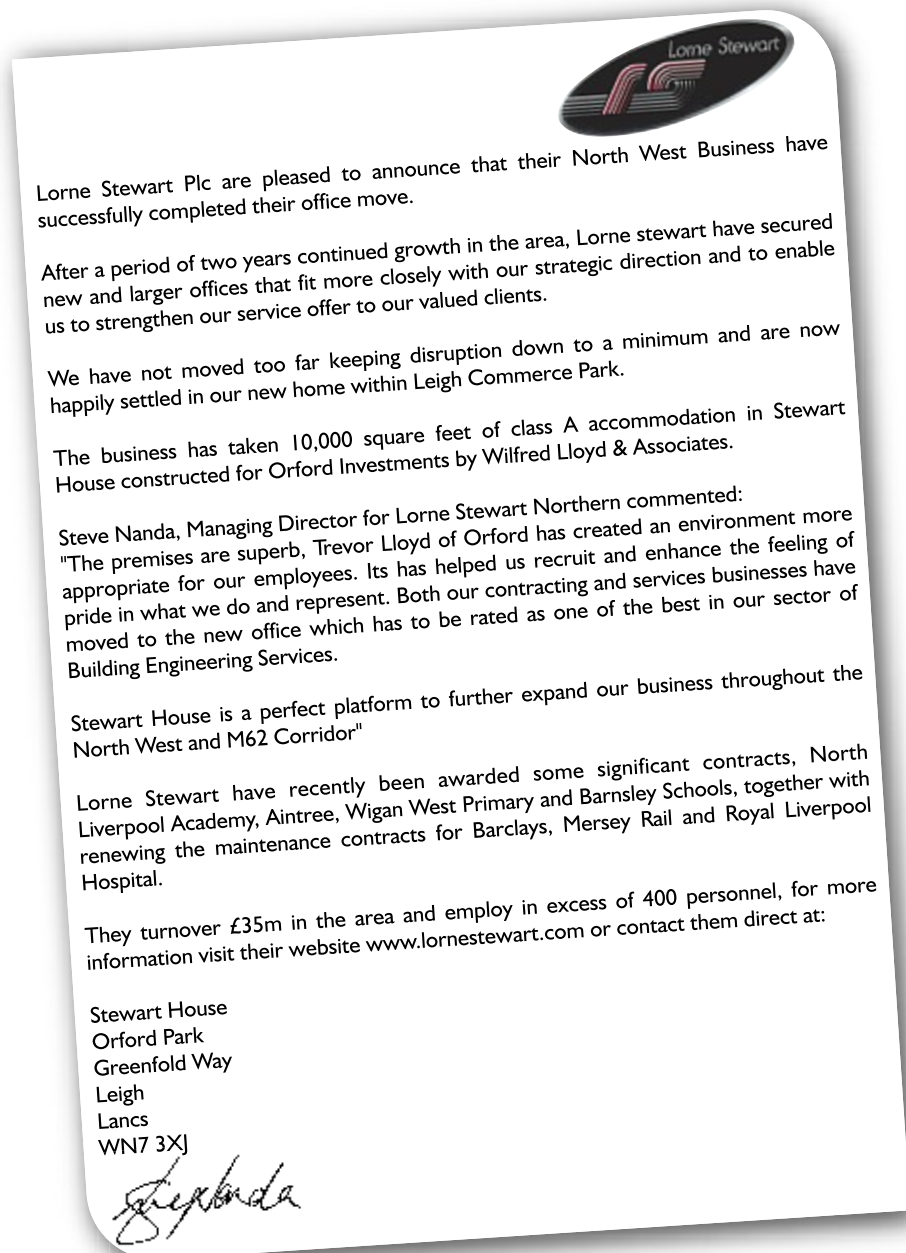 Lorne Stewart
Lorne Stewart Plc are pleased to announce that their North West Business have
successfully completed their office move.
After a period of two years continued growth in the area, Lorne stewart have secured
new and larger offices that fit more closely with our strategic direction and to enable
us to strengthen our service offer to our valued clients.
We have not moved too far keeping disruption down to a minimum and are now
happily settled in our new home within Leigh Commerce Park.
The business has taken 10,000 square feet of class A accommodation in Stewart
House constructed for Orford Investments by Wilfred Lloyd & Associates.
Steve Nanda, Managing Director for Lorne Stewart Northern commented:
"The premises are superb, Trevor Lloyd of Orford has created an environment more
appropriate for our employees. Its has helped us recruit and enhance the feeling of
pride in what we do and represent. Both our contracting and services businesses have
moved to the new office which has to be rated as one of the best in our sector of
Building Engineering Services.
Stewart House is a perfect platform to further expand our business throughout the
North West and M62 Corridor"
Lorne Stewart have recently been awarded some significant contracts, North
Liverpool Academy, Aintree, Wigan West Primary and Barnsley Schools, together with
renewing the maintenance contracts for Barclays, Mersey Rail and Royal Liverpool
Hospital.
They turnover £35m in the area and employ in excess of 400 personnel, for more
information visit their website www.lornestewart.com or contact them direct at:
Stewart House
Orford Park
Greenfold Way
Leigh
Lancs
WN7 3XJ